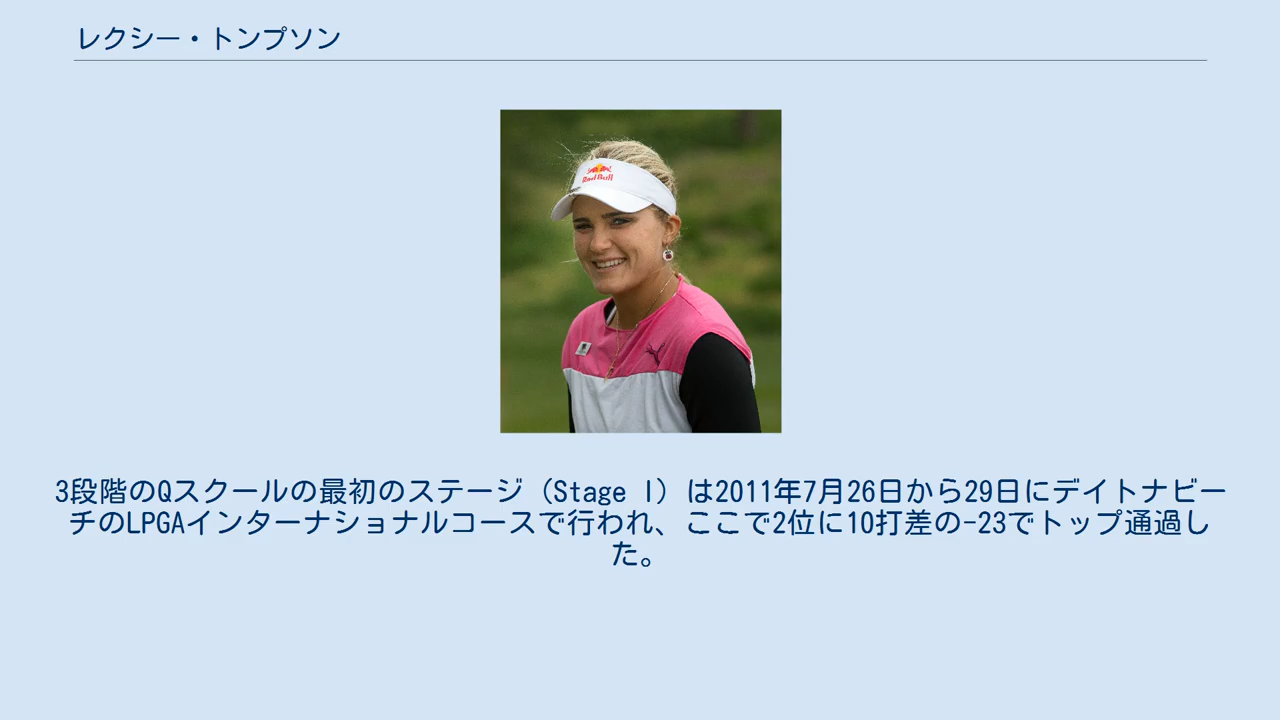 レクシー・トンプソン
Red Bull
3段階のQスクールの最初のステージ（Stage I）は2011年7月26日から29日にデイトナビー
チのLPGAインターナショナルコースで行われ、ここで2位に10打差の-23でトップ通過し
た。